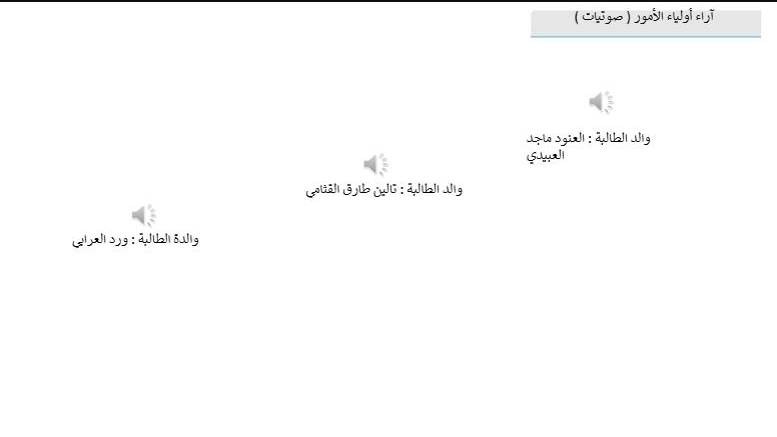 آراء أولياء الأمور ( صوتيات )
والد الطالبة : العنود ماجد
العبيدي
والد الطالبة : تالين طارق القثامي
والدة الطالبة : ورد العرابي